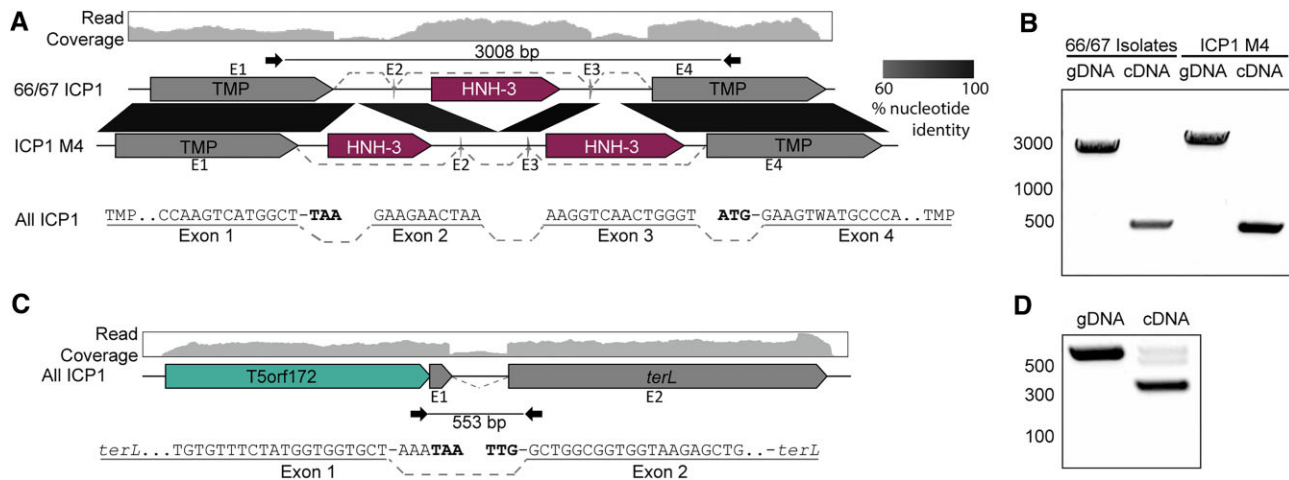 A
Read
Coverage
3008 bp
66/67 ICP1
E1
TMP
E2
HNH-3
E3
E4
TMP
60 100
% nucleotide
identity
ICP1 M4
TMP
E1
HNH-3
E2
E3
HNH-3
TMP
E4
All ICP1
TMP..CCAAGTCATGGCT-TAA GAAGAACTAA AAGGTCAACTGGGT ATG-GAAGTWATGCCCA..TMP
Exon 1 Exon 2 Exon 3 Exon 4
B
66/67 Isolates ICP1 M4
gDNA cDNA gDNA cDNA
3000
1000
500
C
Read
Coverage
All ICP1
T5orf172
E1
terL
E2
553 bp
terL...TGTGTTTCTATGGTGGTGCT-AAATAA TTG-GCTGGCGGTGGTAAGAGCTG..-terL
Exon 1 Exon 2
D
gDNA cDNA
500
300
100